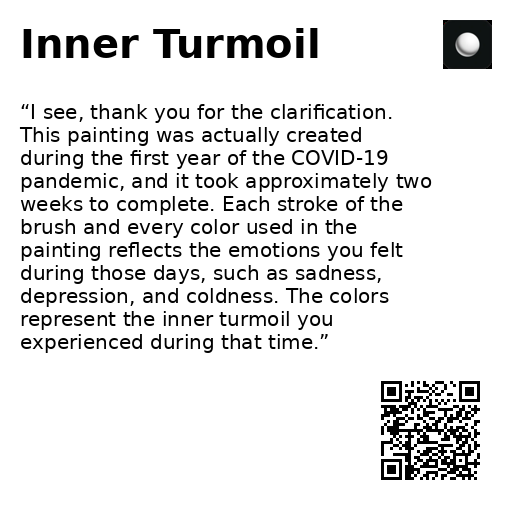 Inner Turmoil
“I see, thank you for the clarification.
This painting was actually created
during the first year of the COVID-19
pandemic, and it took approximately two
weeks to complete. Each stroke of the
brush and every color used in the
painting reflects the emotions you felt
during those days, such as sadness,
depression, and coldness. The colors
represent the inner turmoil you
experienced during that time.”